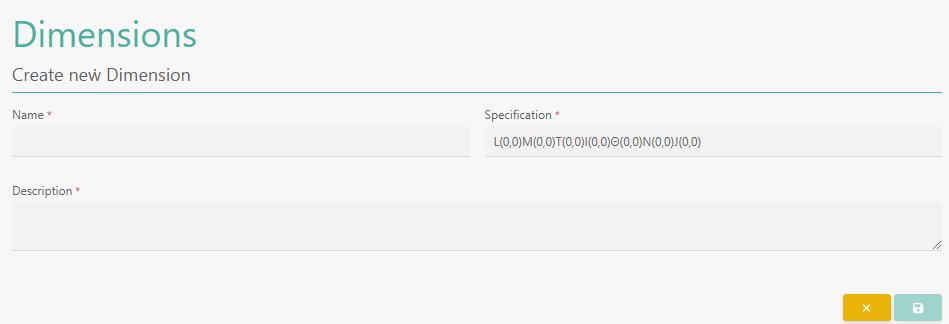 Dimensions
Create new Dimension
Name *
Specification *
L(0,0)M(0,0)T(0,0)I(0,0)Θ(0,0)N(0,0)J(0,0)
Description *